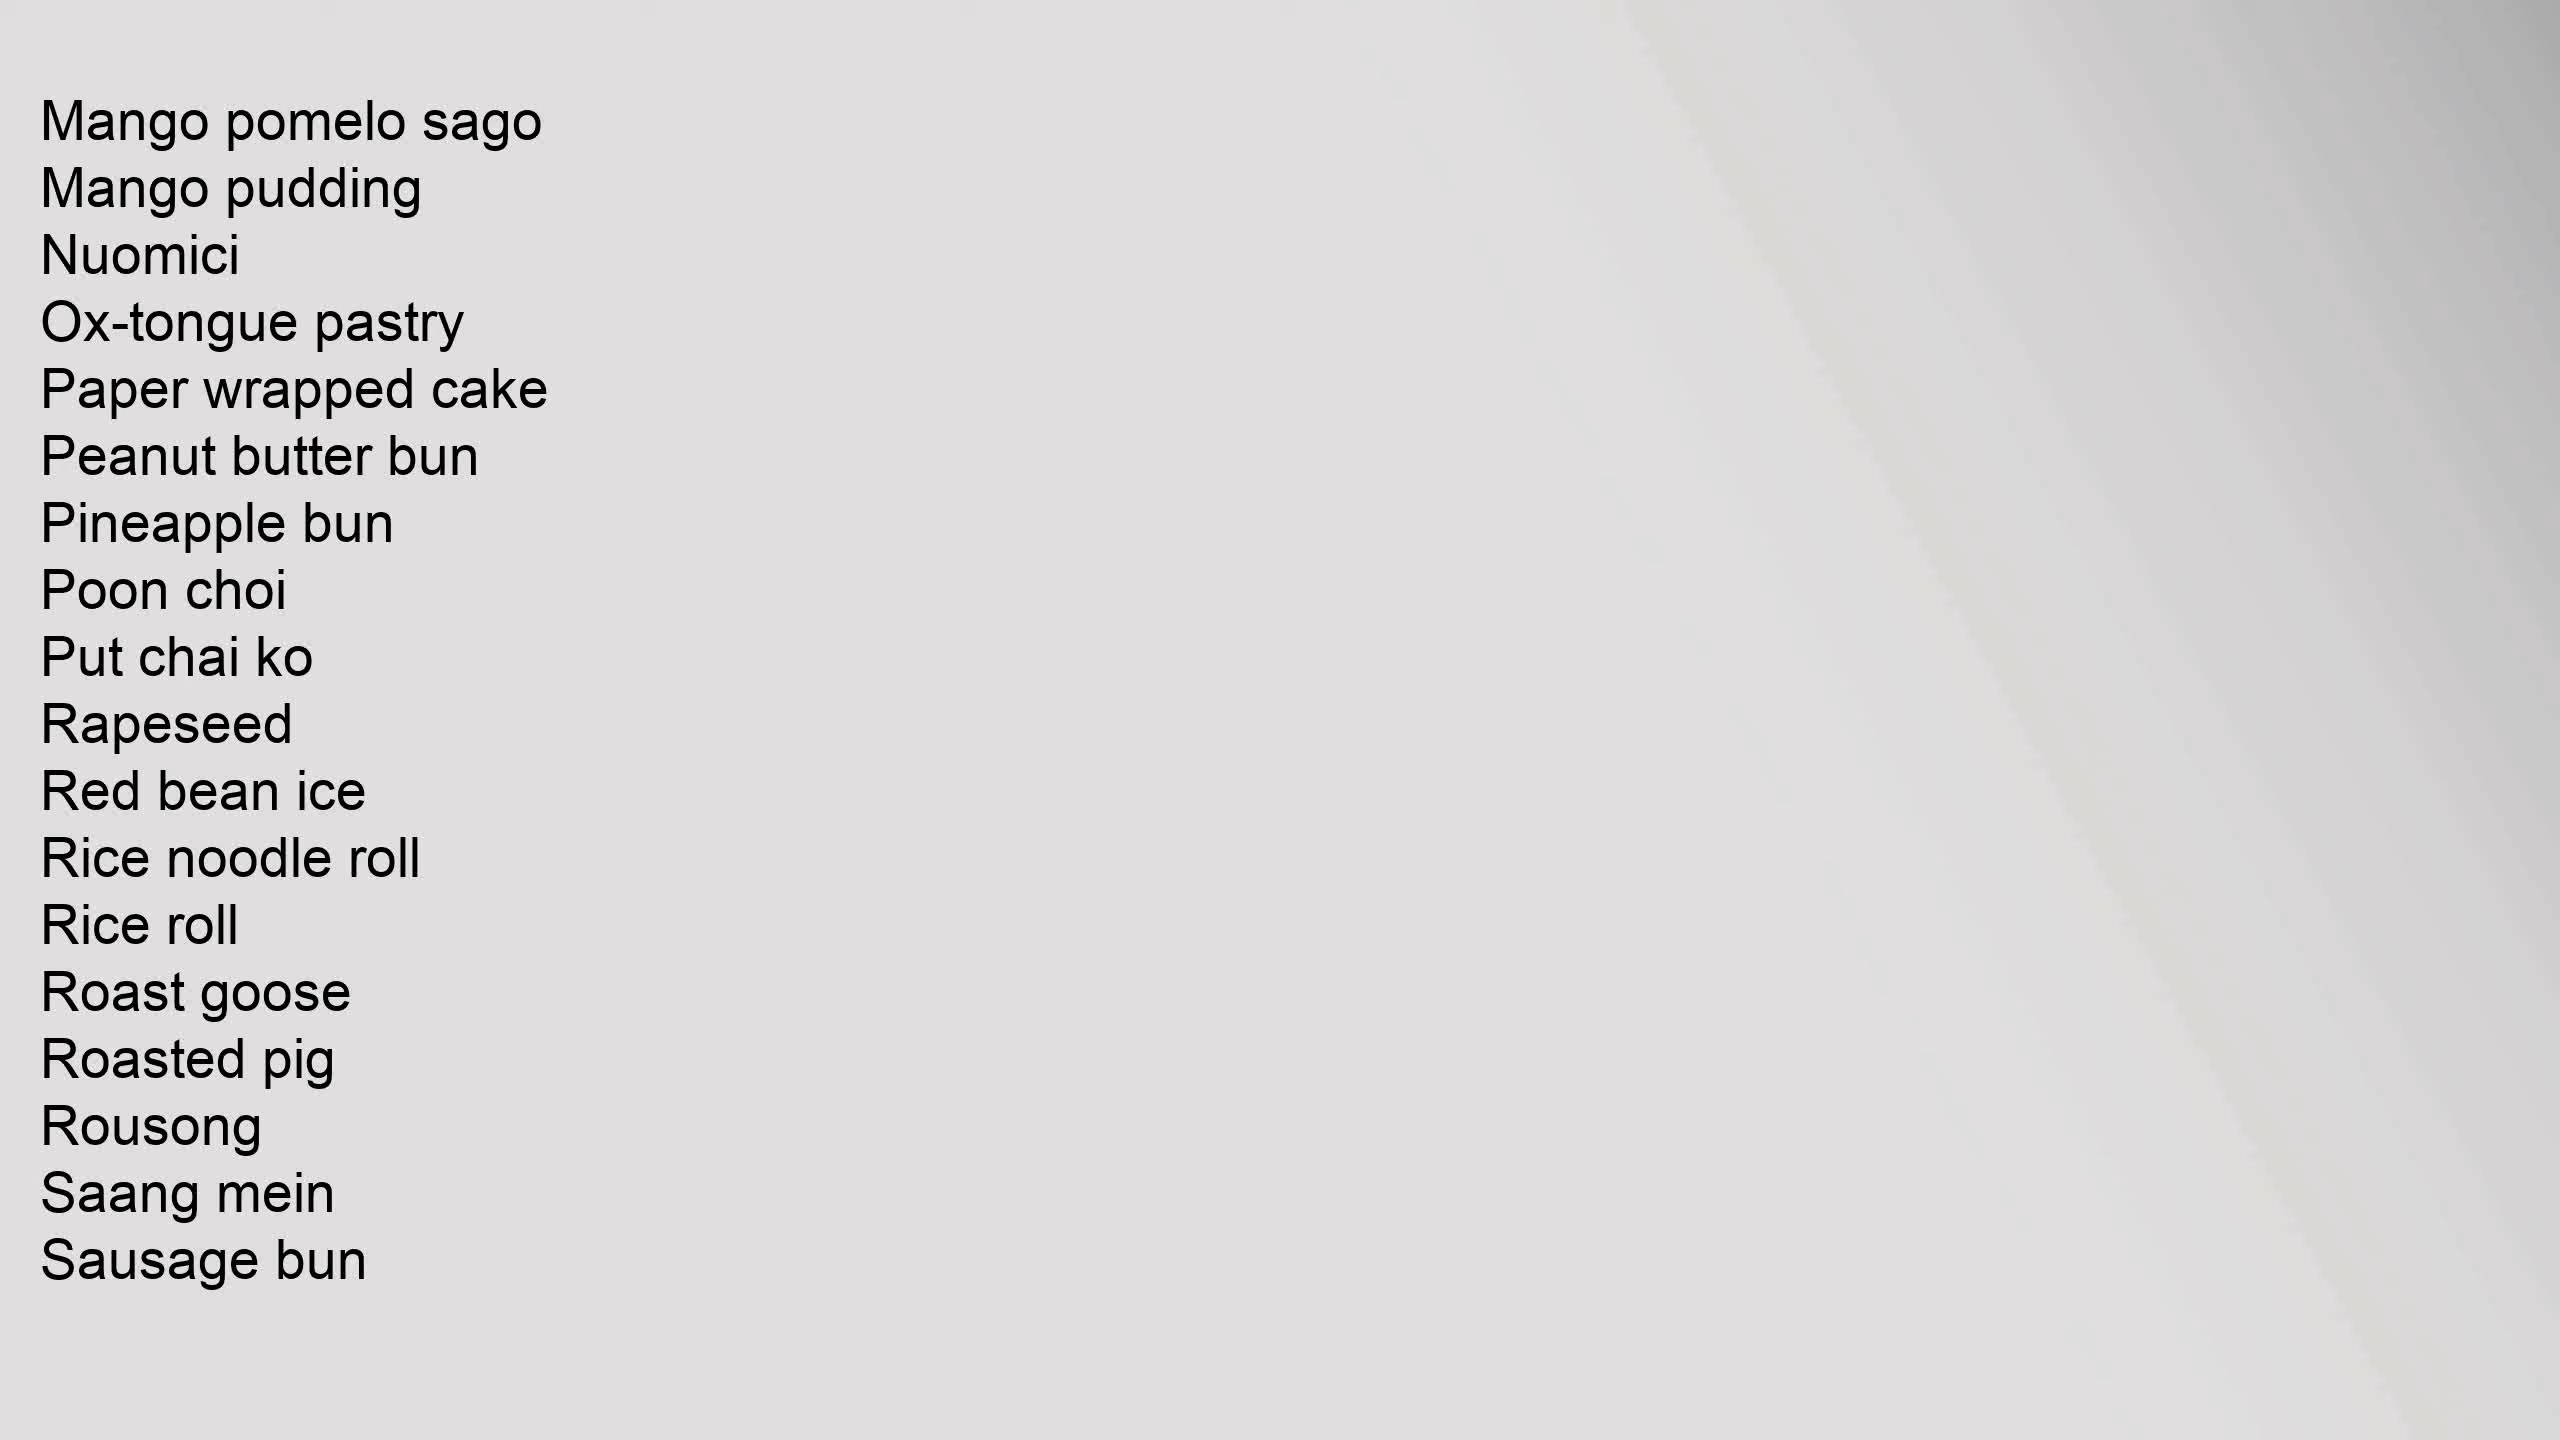 Mango pomelo sago
Mango pudding
Nuomici
Ox-tongue pastry
Paper wrapped cake
Peanut butter bun
Pineapple bun
Poon choi
Put chai ko
Rapeseed
Red bean ice
Rice noodle roll
Rice roll
Roast goose
Roasted pig
Rousong
Saang mein
Sausage bun